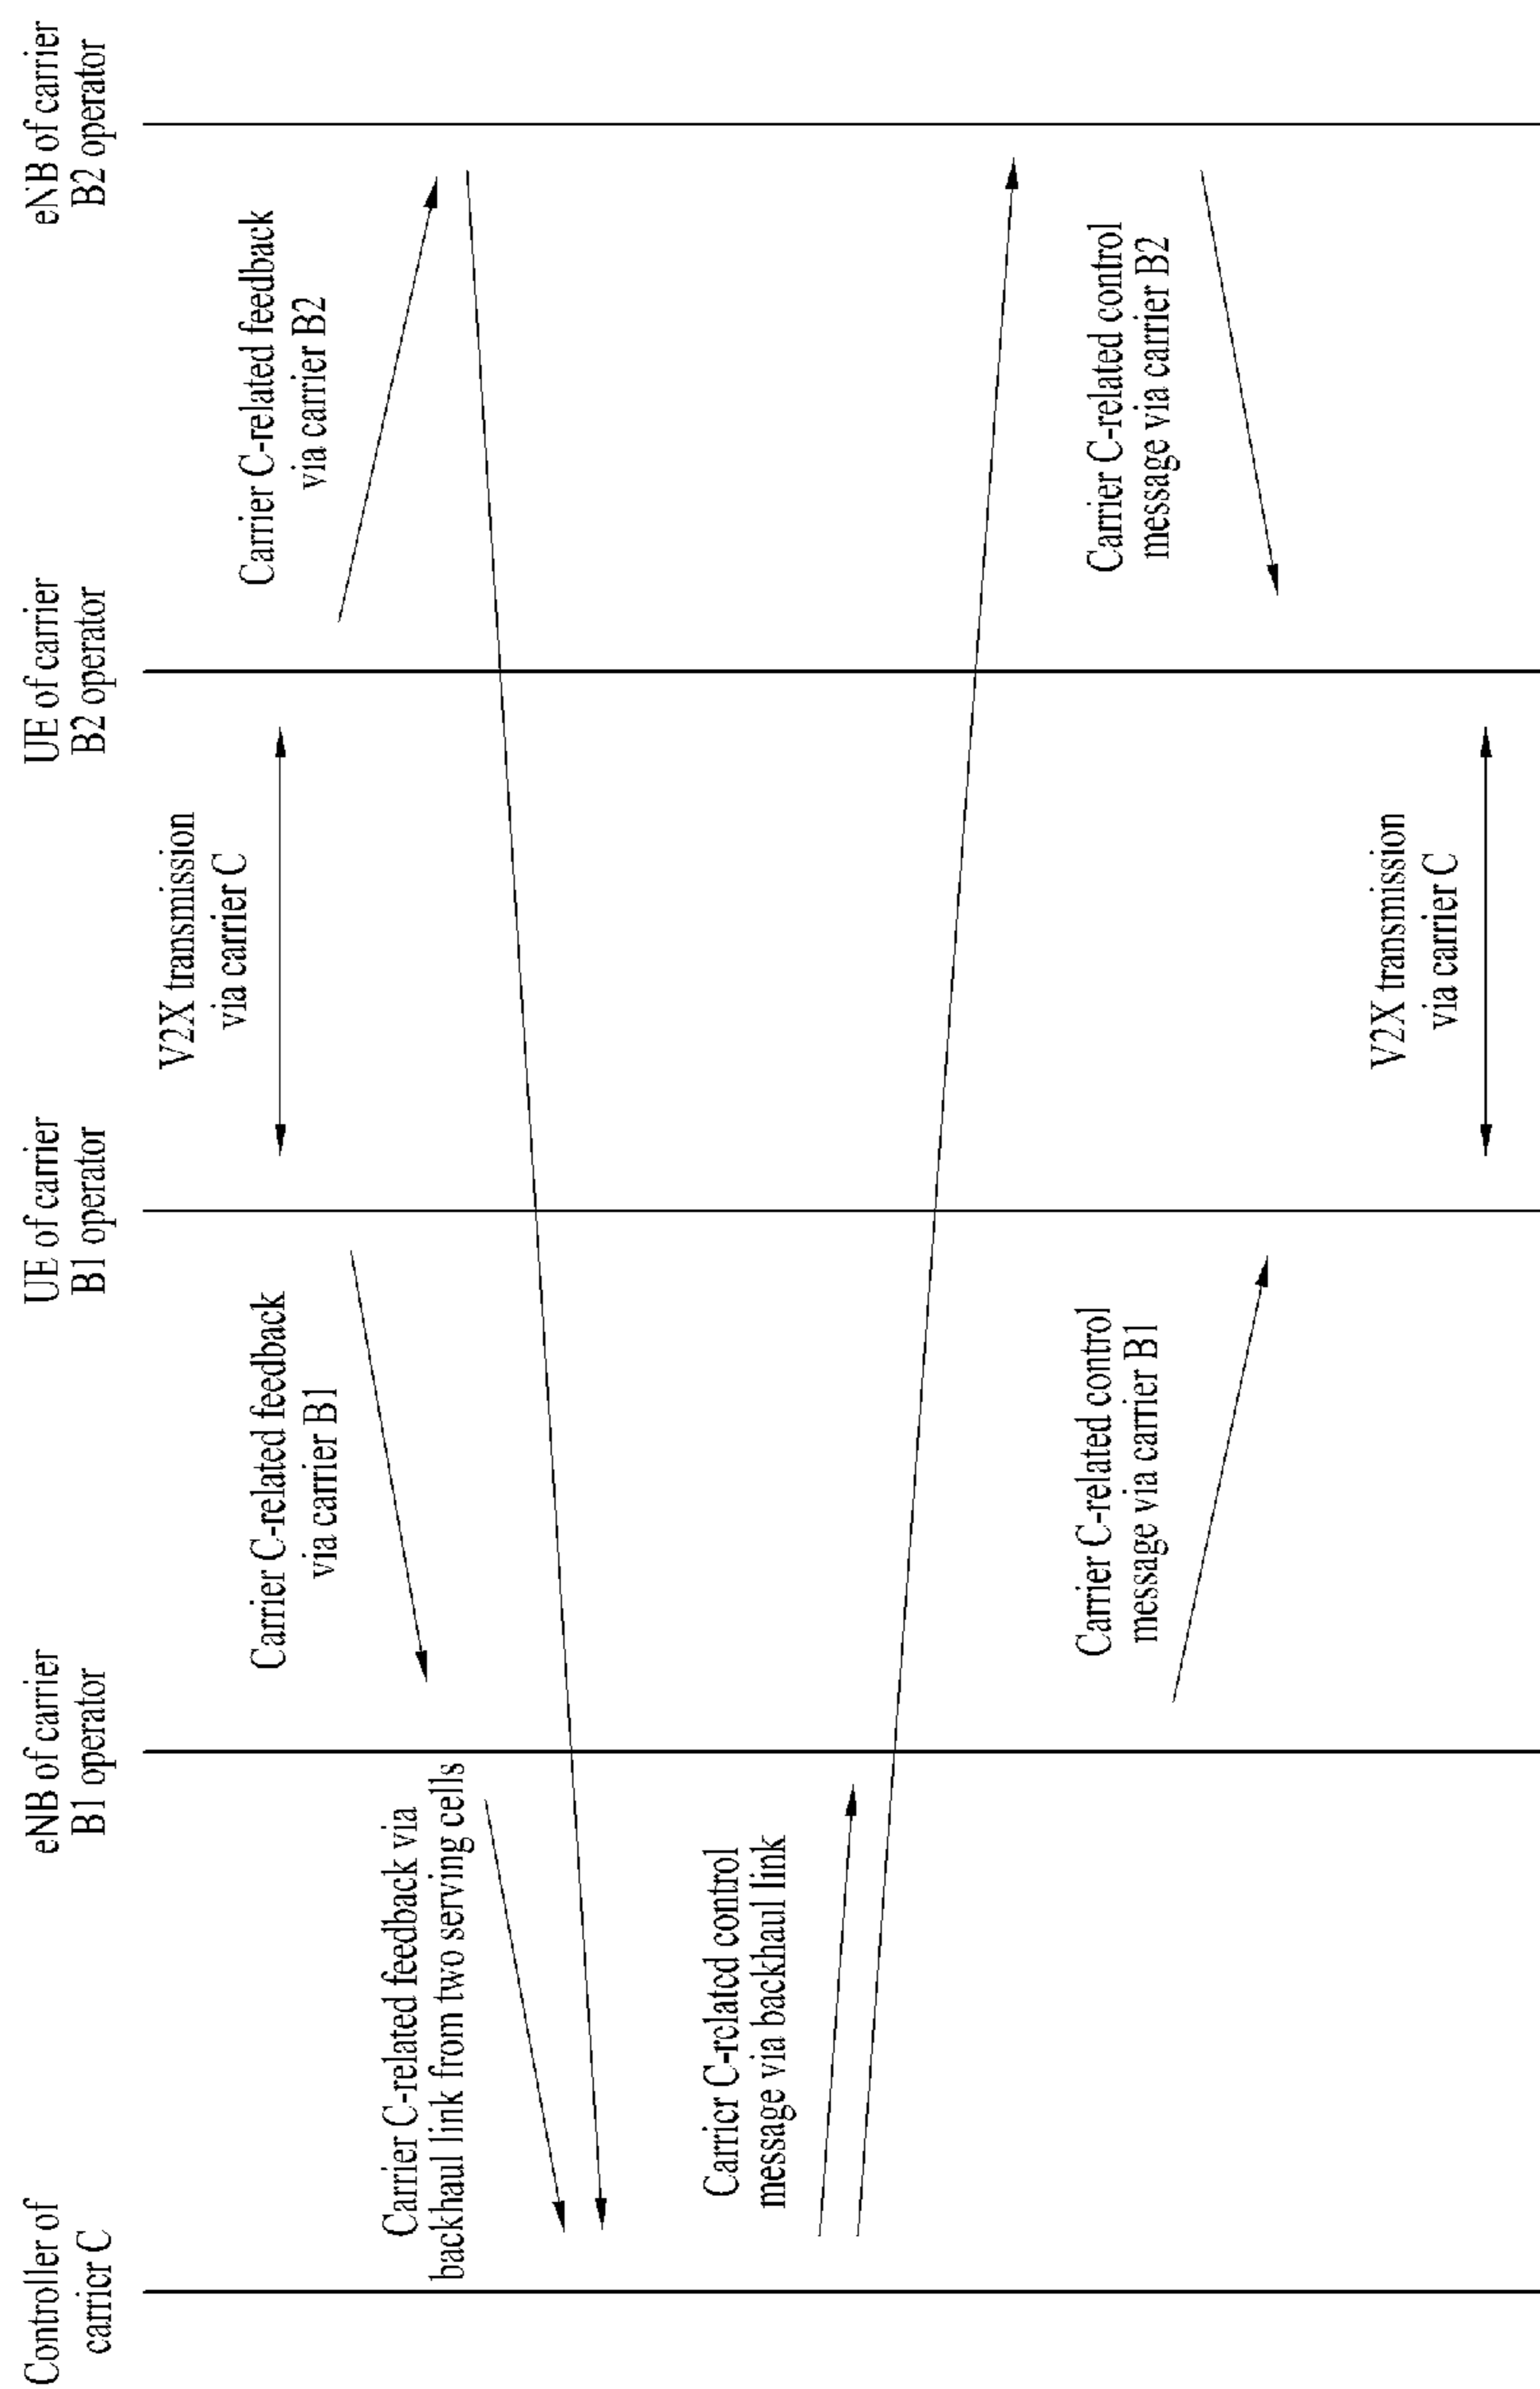 Controller of
carrier C
eNB of carrier
B1 operator
UE of carrier
B1 operator
UE of carrier
B2 operator
eNB of carrier
B2 operator
V2X transmission
via carrier C
Carrier C-related feedback
via carrier B1
Carrier C-related feedback
via carrier B2
Carrier C-related feedback via
backhaul link from two serving cells
Carrier C-related control
message via backhaul link
Carrier C-related control
message via carrier B1
Carrier C-related control
message via carrier B2
V2X transmission
via carrier C